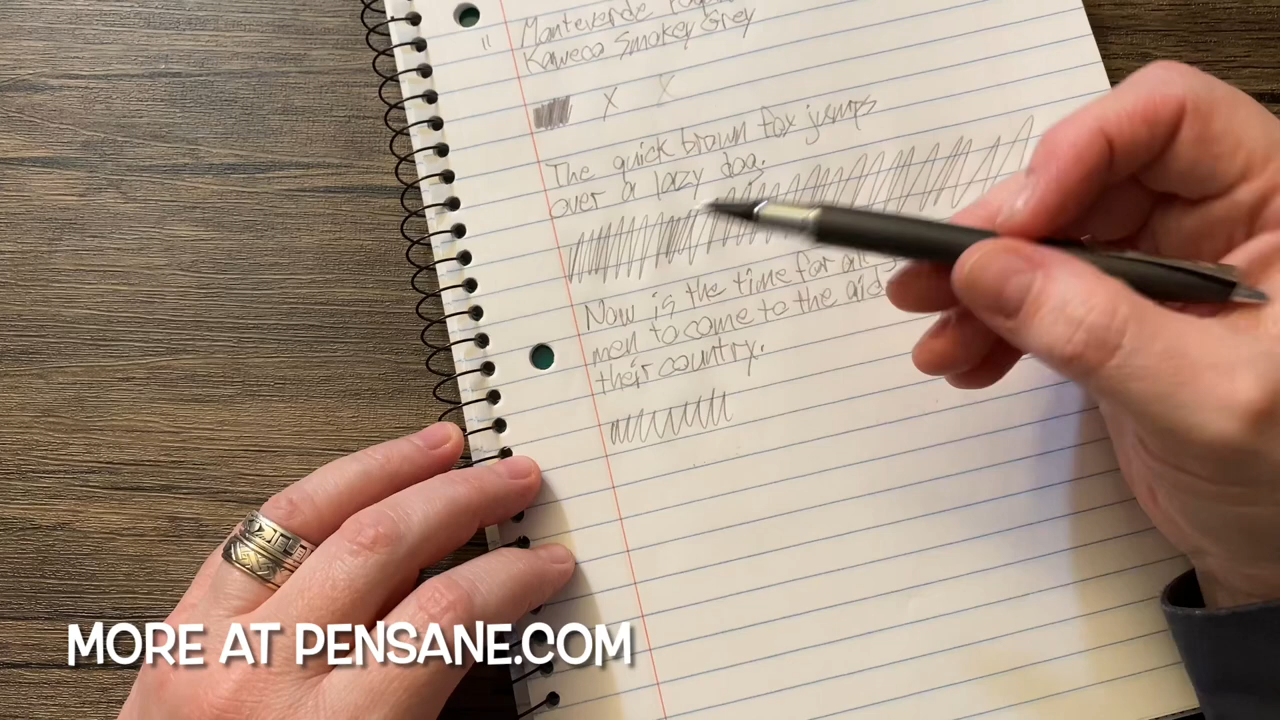 " Monteverde
Kaweco Smokey Grey
X X
The quick brown fox jumps
over a lazy dog.
Now is the time for all
men to come to the aid
their country.
MORE AT PENSANE.COM